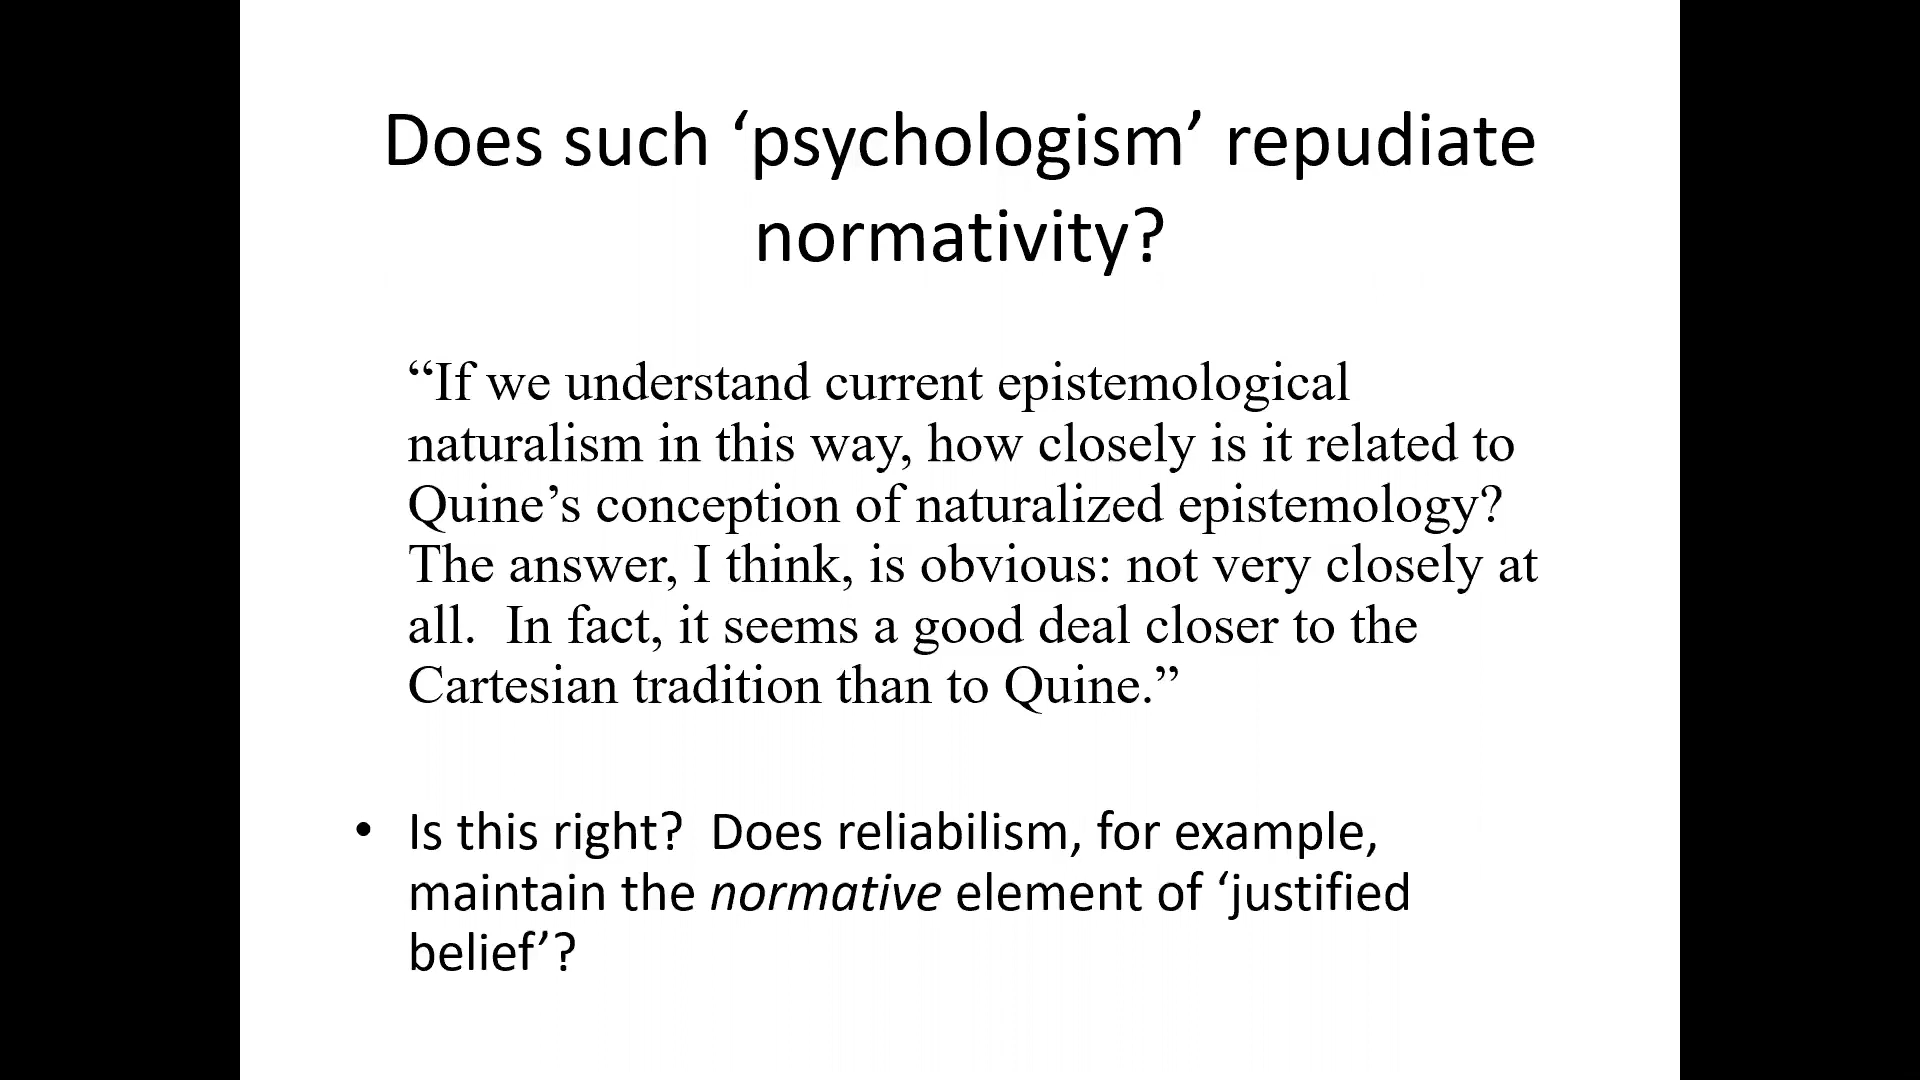 Does such ‘psychologism’ repudiate
normativity?
“If we understand current epistemological
naturalism in this way, how closely is it related to
Quine’s conception of naturalized epistemology?
The answer, I think, is obvious: not very closely at
all.  In fact, it seems a good deal closer to the
Cartesian tradition than to Quine.”
• Is this right?  Does reliabilism, for example,
maintain the normative element of ‘justified
belief’?